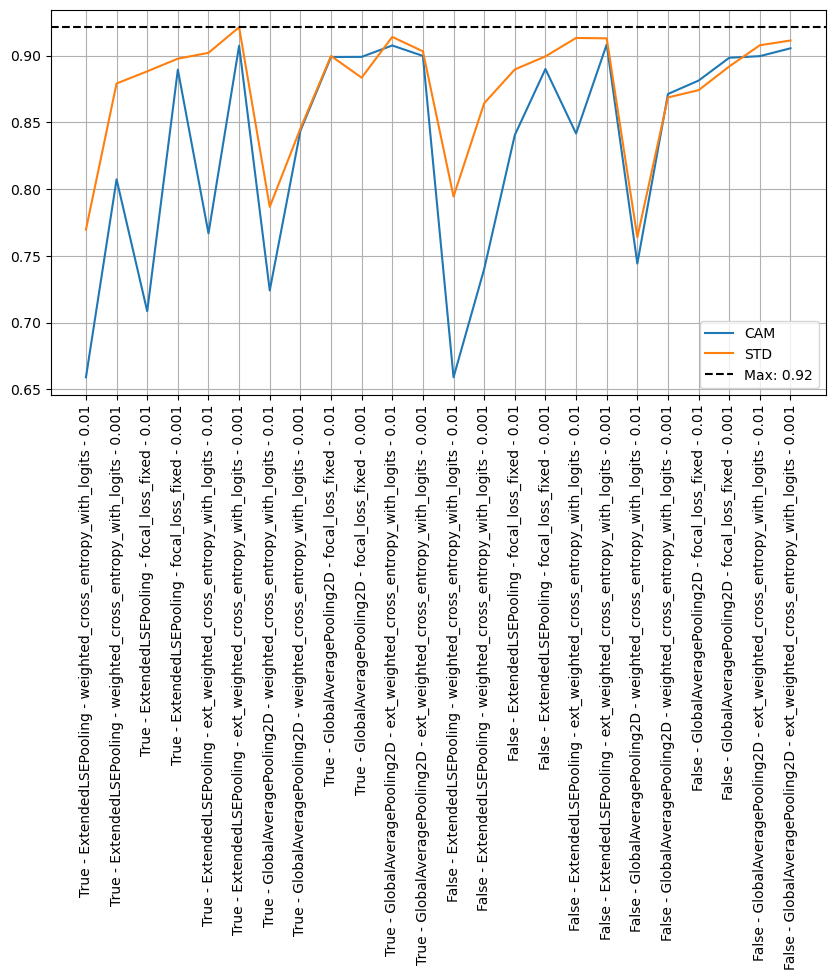 0.90
0.85
0.80
0.75
0.70
0.65
CAM
STD
Max: 0.92
True - ExtendedLSEPooling - weighted_cross_entropy_with_logits - 0.01
True - ExtendedLSEPooling - weighted_cross_entropy_with_logits - 0.001
True - ExtendedLSEPooling - focal_loss_fixed - 0.01
True - ExtendedLSEPooling - focal_loss_fixed - 0.001
True - ExtendedLSEPooling - ext_weighted_cross_entropy_with_logits - 0.01
True - ExtendedLSEPooling - ext_weighted_cross_entropy_with_logits - 0.001
True - GlobalAveragePooling2D - weighted_cross_entropy_with_logits - 0.01
True - GlobalAveragePooling2D - weighted_cross_entropy_with_logits - 0.001
True - GlobalAveragePooling2D - focal_loss_fixed - 0.01
True - GlobalAveragePooling2D - focal_loss_fixed - 0.001
True - GlobalAveragePooling2D - ext_weighted_cross_entropy_with_logits - 0.01
True - GlobalAveragePooling2D - ext_weighted_cross_entropy_with_logits - 0.001
False - ExtendedLSEPooling - weighted_cross_entropy_with_logits - 0.01
False - ExtendedLSEPooling - weighted_cross_entropy_with_logits - 0.001
False - ExtendedLSEPooling - focal_loss_fixed - 0.01
False - ExtendedLSEPooling - focal_loss_fixed - 0.001
False - ExtendedLSEPooling - ext_weighted_cross_entropy_with_logits - 0.01
False - ExtendedLSEPooling - ext_weighted_cross_entropy_with_logits - 0.001
False - GlobalAveragePooling2D - weighted_cross_entropy_with_logits - 0.01
False - GlobalAveragePooling2D - weighted_cross_entropy_with_logits - 0.001
False - GlobalAveragePooling2D - focal_loss_fixed - 0.01
False - GlobalAveragePooling2D - focal_loss_fixed - 0.001
False - GlobalAveragePooling2D - ext_weighted_cross_entropy_with_logits - 0.01
False - GlobalAveragePooling2D - ext_weighted_cross_entropy_with_logits - 0.001